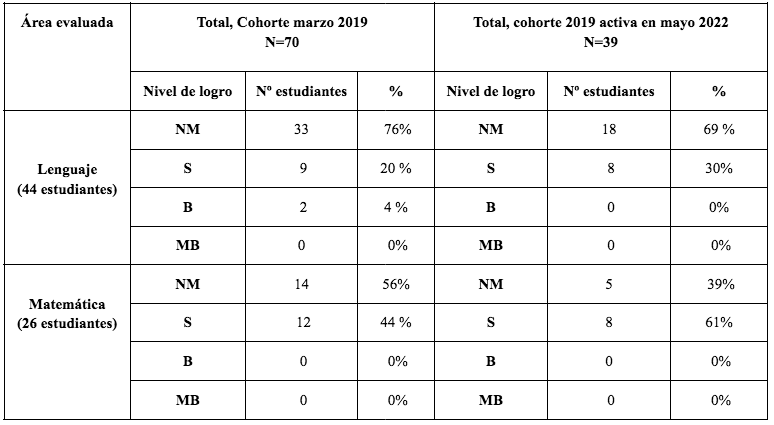 Área evaluada Total, Cohorte marzo 2019 Total, cohorte 2019 activa en mayo 2022
N=70 N=39
Nivel de logro Nº estudiantes % Nivel de logro Nº estudiantes %
Lenguaje
(44 estudiantes)
NM 33 76% NM 18 69 %
S 9 20 % S 8 30%
B 2 4 % B 0 0%
MB 0 0% MB 0 0%
Matemática
(26 estudiantes)
NM 14 56% NM 5 39%
S 12 44 % S 8 61%
B 0 0% B 0 0%
MB 0 0% MB 0 0%